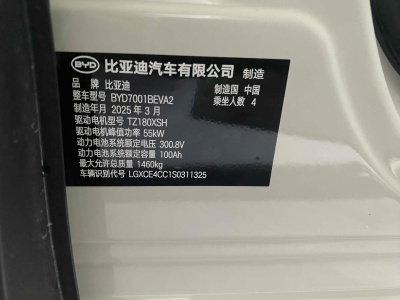 BYD 比亚迪汽车有限公司 制造
品 牌 比亚迪 制造国 中国
整车型号 BYD7001BEVA2 乘坐人数 4
制造年月 2025 年 3 月
驱动电机型号 TZ180XSH
驱动电机峰值功率 55kW
动力电池系统额定电压 300.8V
动力电池系统额定容量 100Ah
最大允许总质量 1460kg
车辆识别代号 LGXCE4CC1S0311325